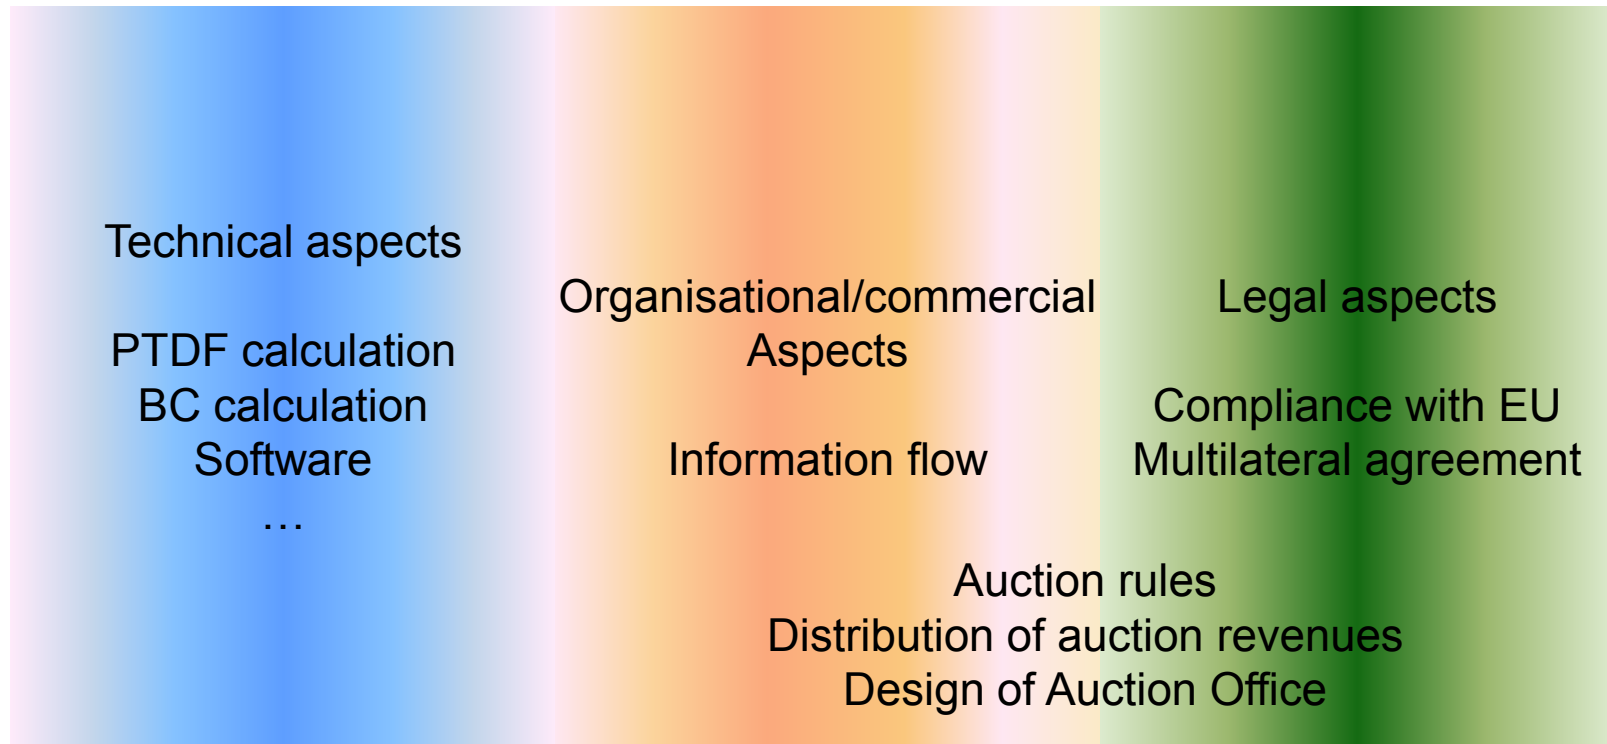 Technical aspects
PTDF calculation
BC calculation
Software
…
Organisational/commercial
Aspects
Information flow
Legal aspects
Compliance with EU
Multilateral agreement
Auction rules
Distribution of auction revenues
Design of Auction Office